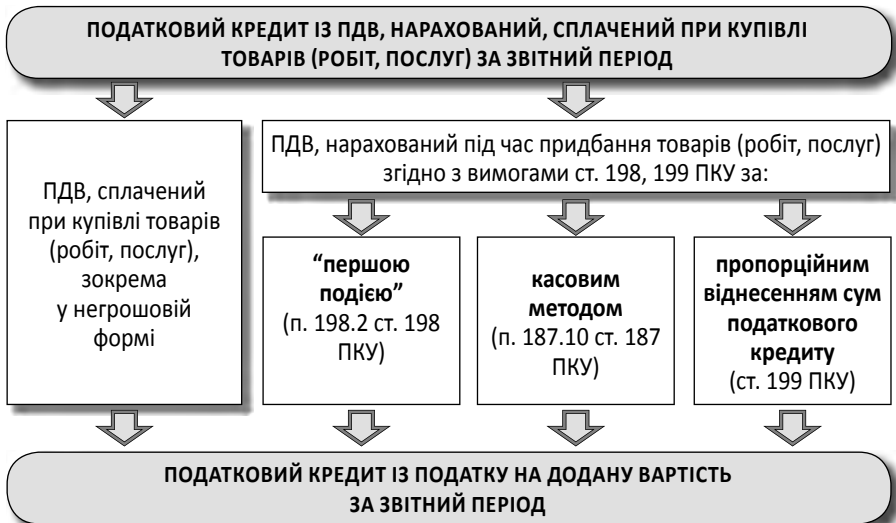 ПОДАТКОВИЙ КРЕДИТ ІЗ ПДВ, НАРАХОВАНИЙ, СПЛАЧЕНИЙ ПРИ КУПІВЛІ
ТОВАРІВ (РОБІТ, ПОСЛУГ) ЗА ЗВІТНИЙ ПЕРІОД
ПДВ, сплачений
при купівлі товарів
(робіт, послуг),
зокрема
у негрошовій
формі
ПДВ, нарахований під час придбання товарів (робіт, послуг)
згідно з вимогами ст. 198, 199 ПКУ за:
“першою
подією”
(п. 198.2 ст. 198
ПКУ)
касовим
методом
(п. 187.10 ст. 187
ПКУ)
пропорційним
віднесенням сум
податкового
кредиту
(ст. 199 ПКУ)
ПОДАТКОВИЙ КРЕДИТ ІЗ ПОДАТКУ НА ДОДАНУ ВАРТІСТЬ
ЗА ЗВІТНИЙ ПЕРІОД